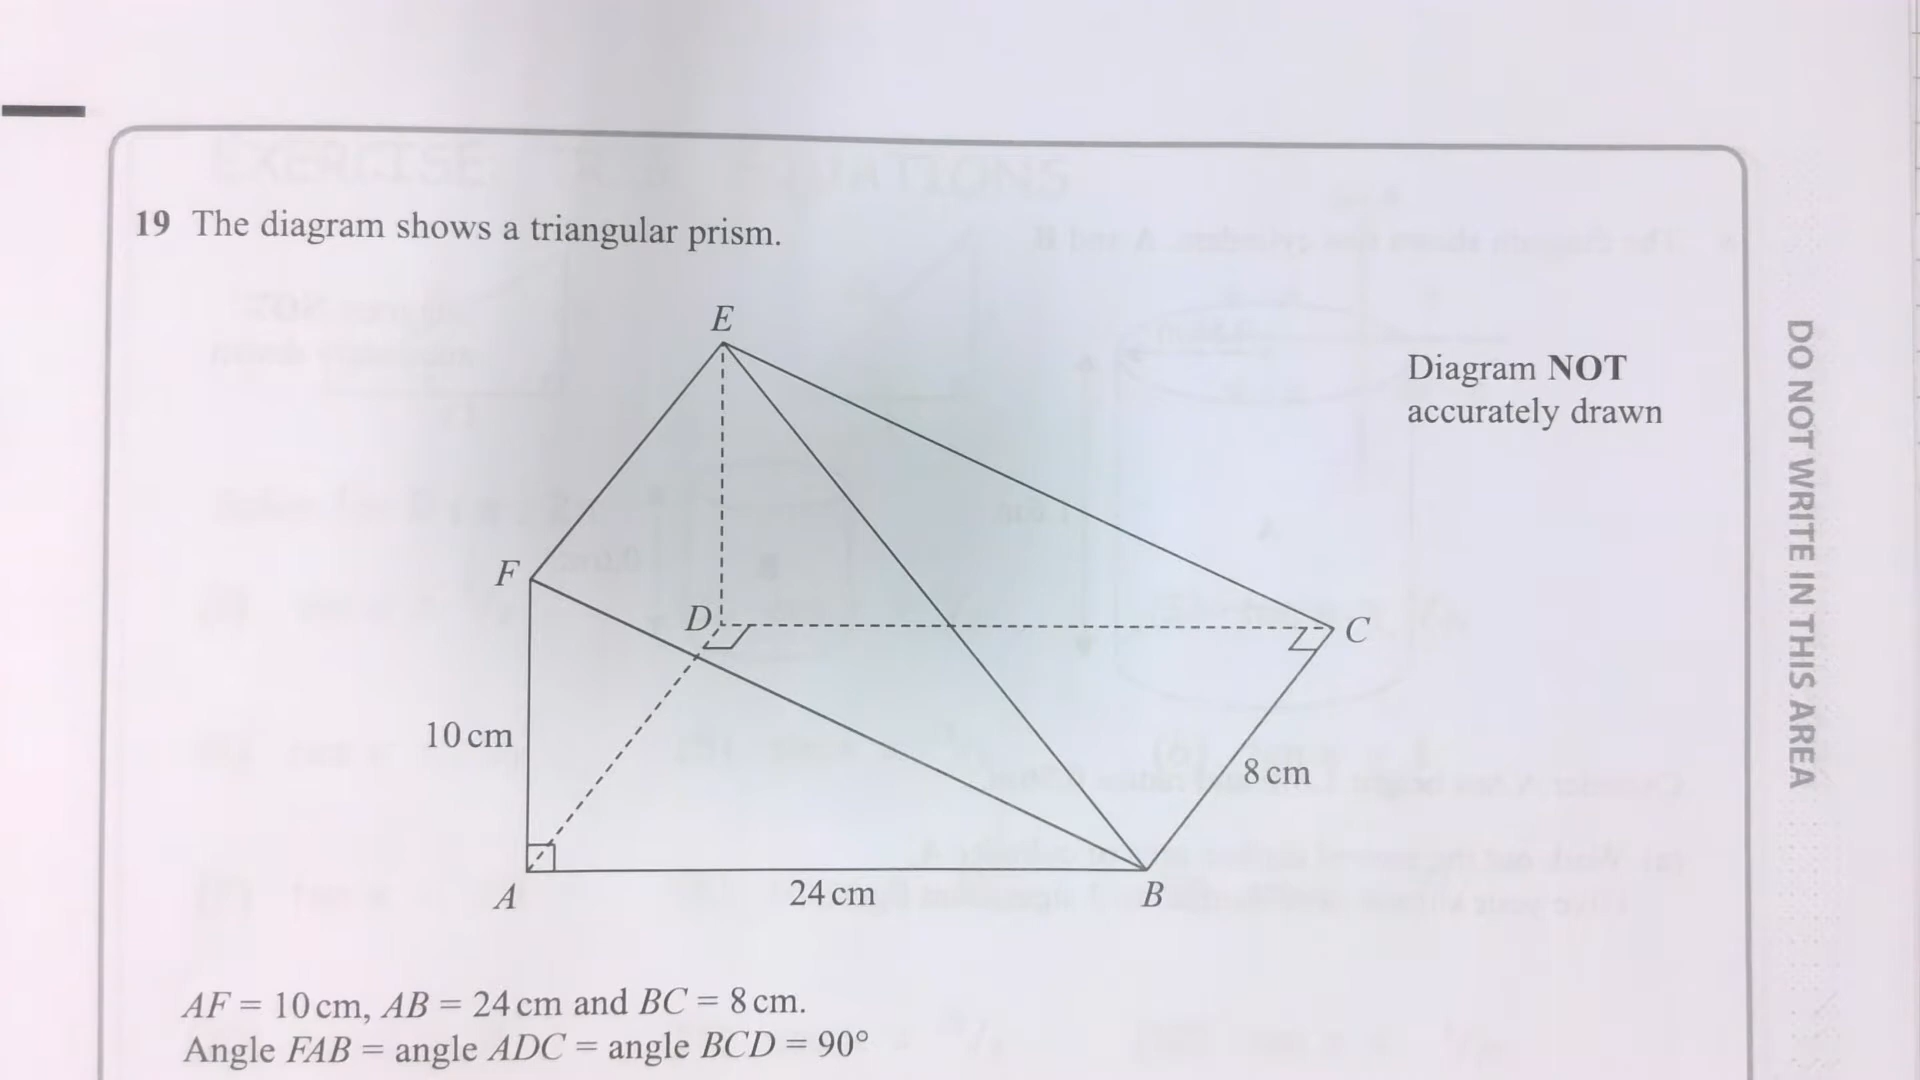 19 The diagram shows a triangular prism.
E
Diagram NOT
accurately drawn
F
D
C
10 cm
8 cm
A
24 cm
B
AF = 10 cm, AB = 24 cm and BC = 8 cm.
Angle FAB = angle ADC = angle BCD = 90°
DO NOT WRITE IN THIS AREA